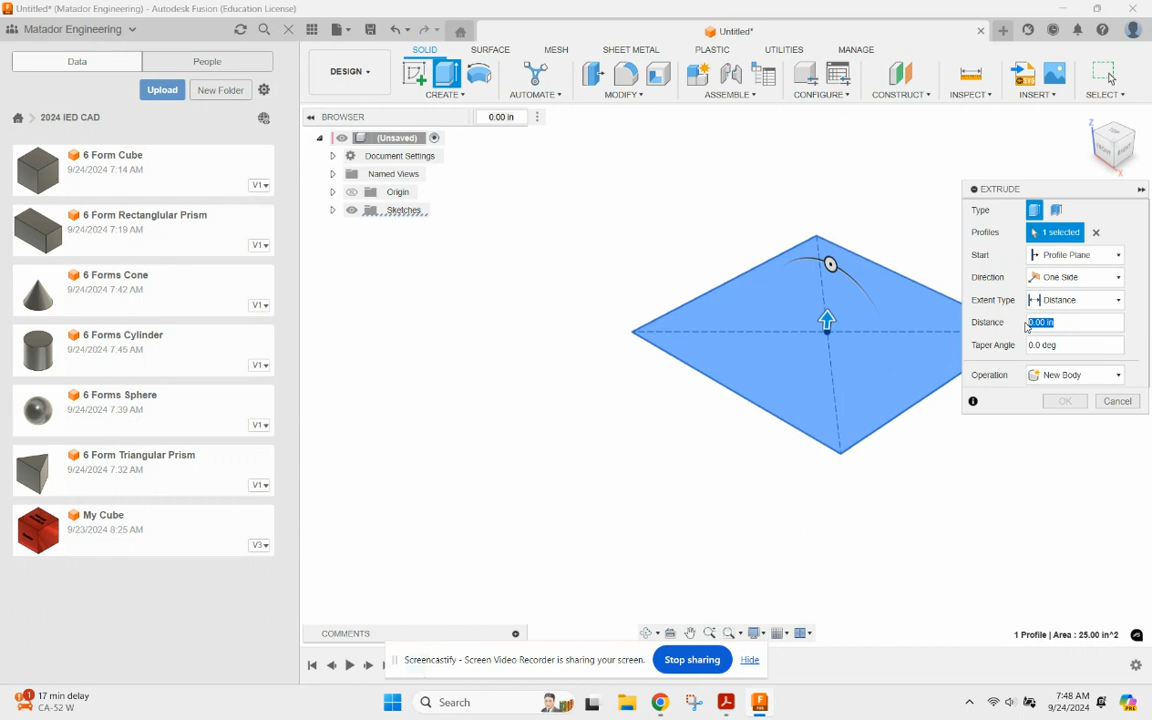 Untitled* (Matador Engineering) - Autodesk Fusion (Education License)
Matador Engineering
Untitled*
Data
People
Upload
New Folder
2024 IED CAD
6 Form Cube
9/24/2024 7:14 AM
V1
6 Form Rectanglular Prism
9/24/2024 7:19 AM
V1
6 Forms Cone
9/24/2024 7:42 AM
V1
6 Forms Cylinder
9/24/2024 7:45 AM
V1
6 Forms Sphere
9/24/2024 7:39 AM
V1
6 Form Triangular Prism
9/24/2024 7:32 AM
V1
My Cube
9/23/2024 8:25 AM
V3
SOLID
SURFACE
MESH
SHEET METAL
PLASTIC
UTILITIES
MANAGE
DESIGN
CREATE
AUTOMATE
MODIFY
ASSEMBLE
CONFIGURE
CONSTRUCT
INSPECT
INSERT
SELECT
BROWSER
0.00 in
(Unsaved)
Document Settings
Named Views
Origin
Sketches
Z
TOP
FRONT
RIGHT
X
EXTRUDE
Type
Profiles
1 selected
Start
Profile Plane
Direction
One Side
Extent Type
Distance
Distance
0.00 in
Taper Angle
0.0 deg
Operation
New Body
OK
Cancel
COMMENTS
1 Profile | Area : 25.00 in^2
Screencastify - Screen Video Recorder is sharing your screen.
Stop sharing
Hide
17 min delay
CA-52 W
Search
7:48 AM
9/24/2024